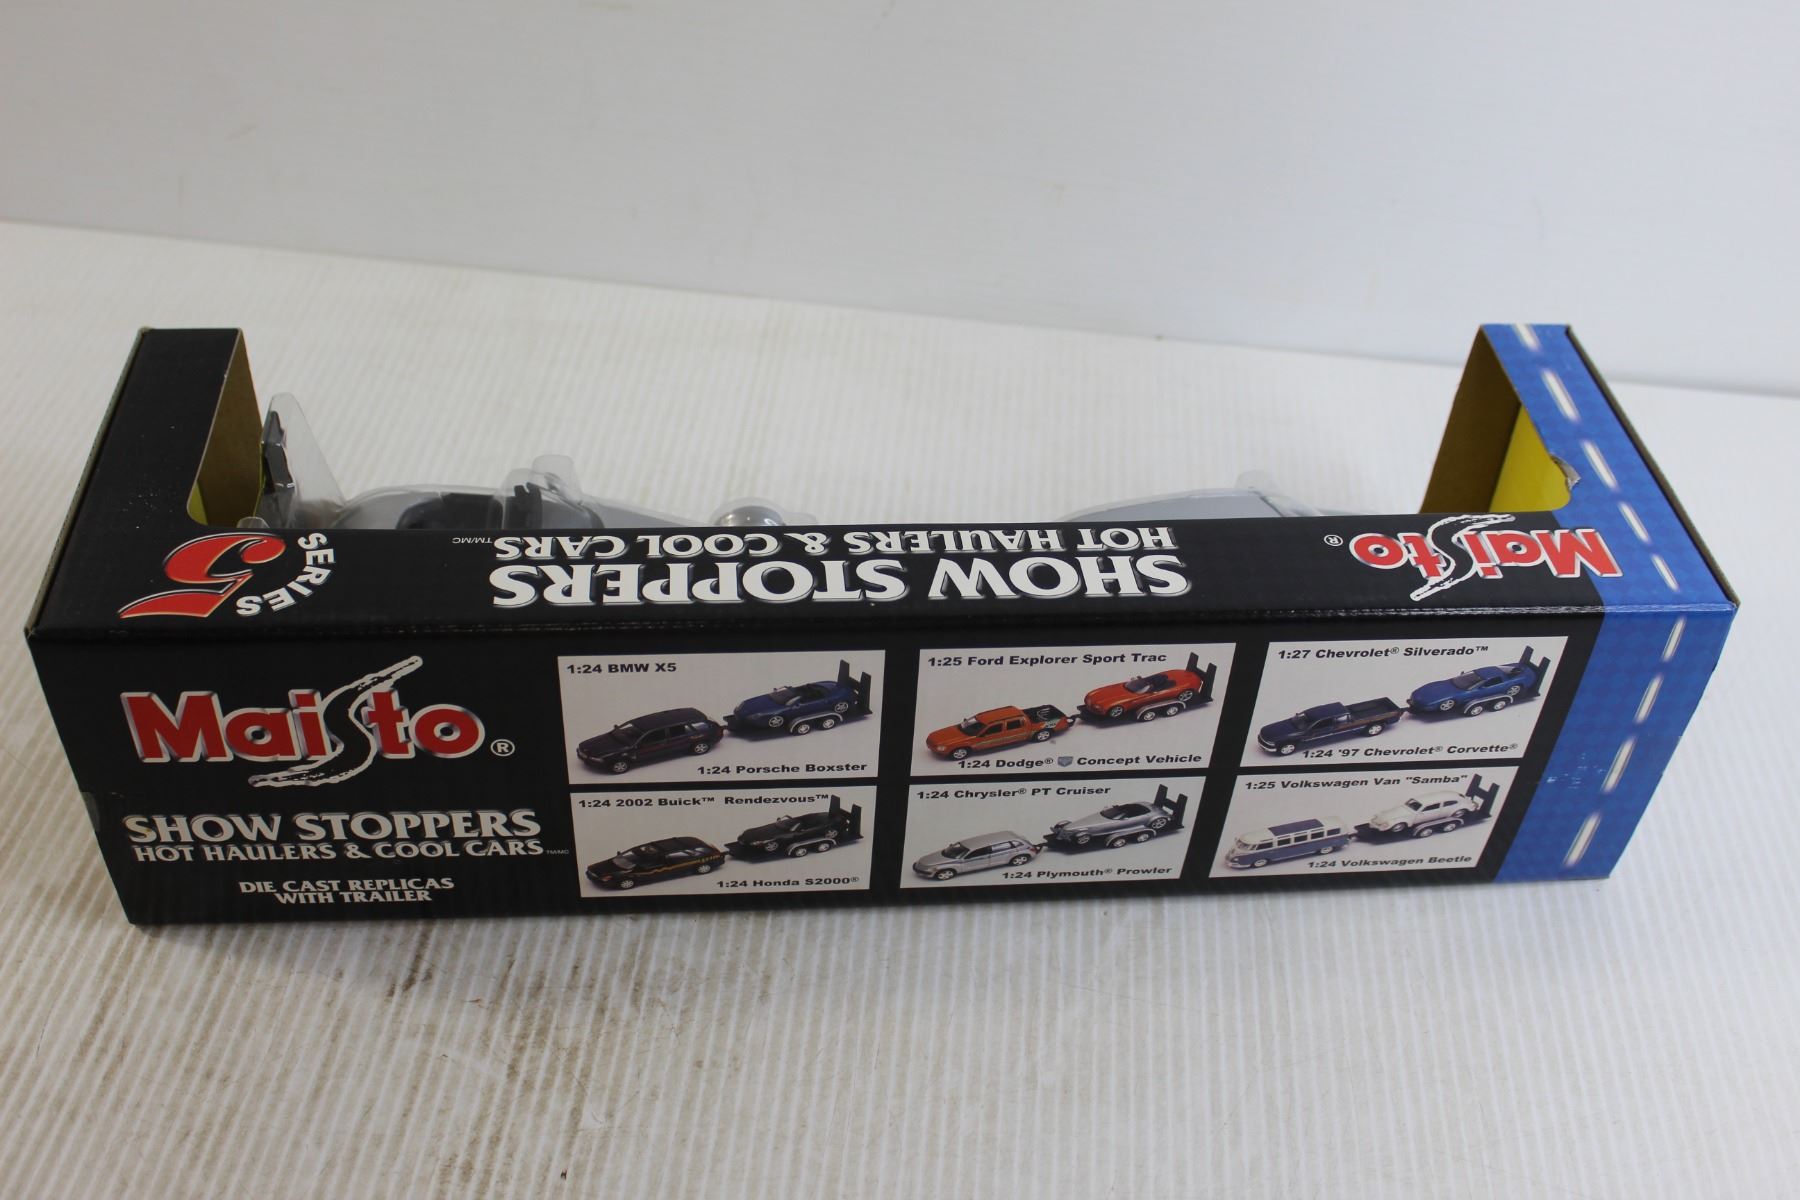 SERIES
5
SHOW STOPPERS
HOT HAULERS & COOL CARS TM/MC
MaiSto®
MaiSto®
SHOW STOPPERS
HOT HAULERS & COOL CARS TM/MC
DIE CAST REPLICAS
WITH TRAILER
1:24 BMW X5
1:24 Porsche Boxster
1:25 Ford Explorer Sport Trac
1:24 Dodge® Concept Vehicle
1:27 Chevrolet® Silverado™
1:24 '97 Chevrolet® Corvette®
1:24 2002 Buick™ Rendezvous™
1:24 Honda S2000®
1:24 Chrysler® PT Cruiser
1:24 Plymouth® Prowler
1:25 Volkswagen Van "Samba"
1:24 Volkswagen Beetle